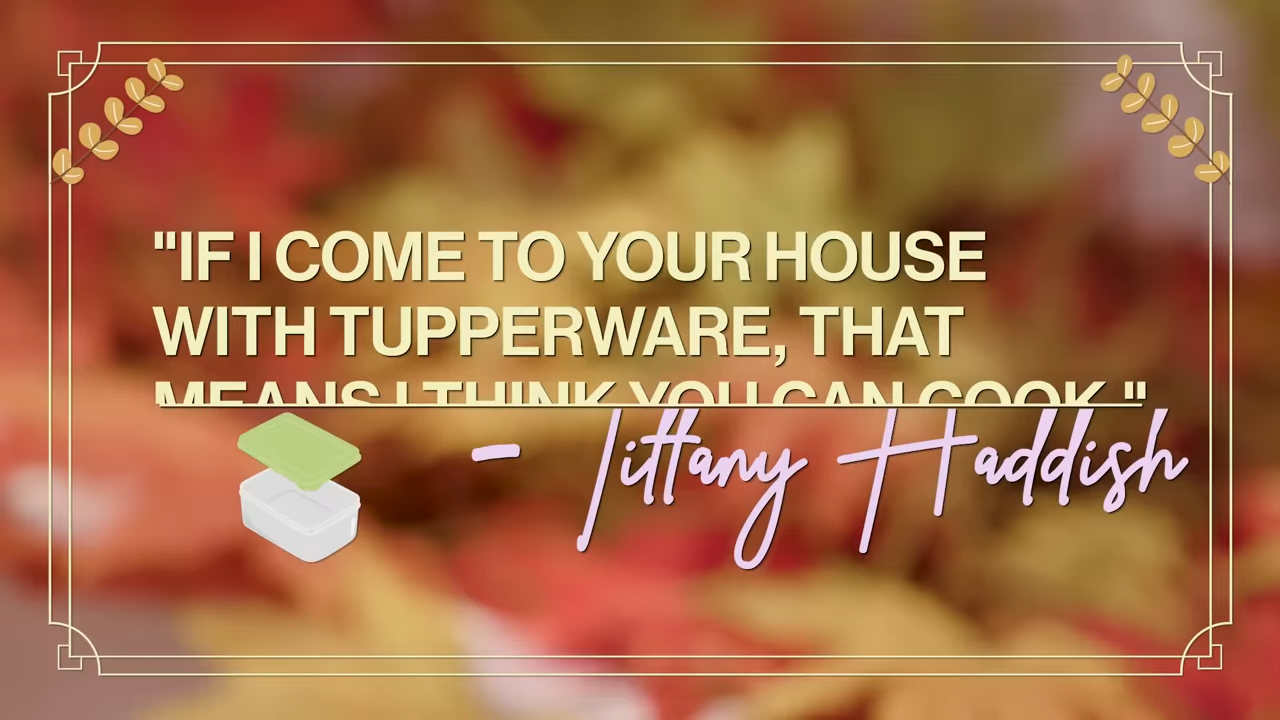 "IF I COME TO YOUR HOUSE
WITH TUPPERWARE, THAT
MEANS I THINK YOU CAN COOK."
- Tiffany Haddish